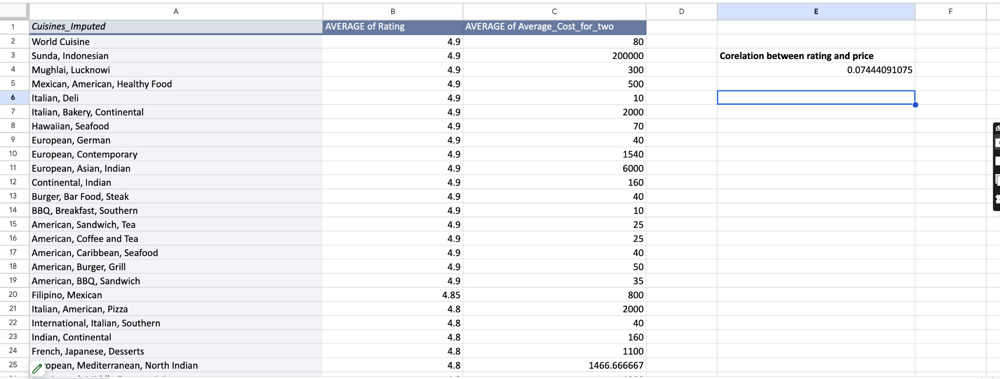 A B C D E F
1 Cuisines_Imputed AVERAGE of Rating AVERAGE of Average_Cost_for_two
2 World Cuisine 4.9 80
3 Sunda, Indonesian 4.9 200000 Corelation between rating and price
4 Mughlai, Lucknowi 4.9 300 0.07444091075
5 Mexican, American, Healthy Food 4.9 500
6 Italian, Deli 4.9 10
7 Italian, Bakery, Continental 4.9 2000
8 Hawaiian, Seafood 4.9 70
9 European, German 4.9 40
10 European, Contemporary 4.9 1540
11 European, Asian, Indian 4.9 6000
12 Continental, Indian 4.9 160
13 Burger, Bar Food, Steak 4.9 40
14 BBQ, Breakfast, Southern 4.9 10
15 American, Sandwich, Tea 4.9 25
16 American, Coffee and Tea 4.9 25
17 American, Caribbean, Seafood 4.9 40
18 American, Burger, Grill 4.9 50
19 American, BBQ, Sandwich 4.9 35
20 Filipino, Mexican 4.85 800
21 Italian, American, Pizza 4.8 2000
22 International, Italian, Southern 4.8 40
23 Indian, Continental 4.8 160
24 French, Japanese, Desserts 4.8 1100
25 opean, Mediterranean, North Indian 4.8 1466.666667